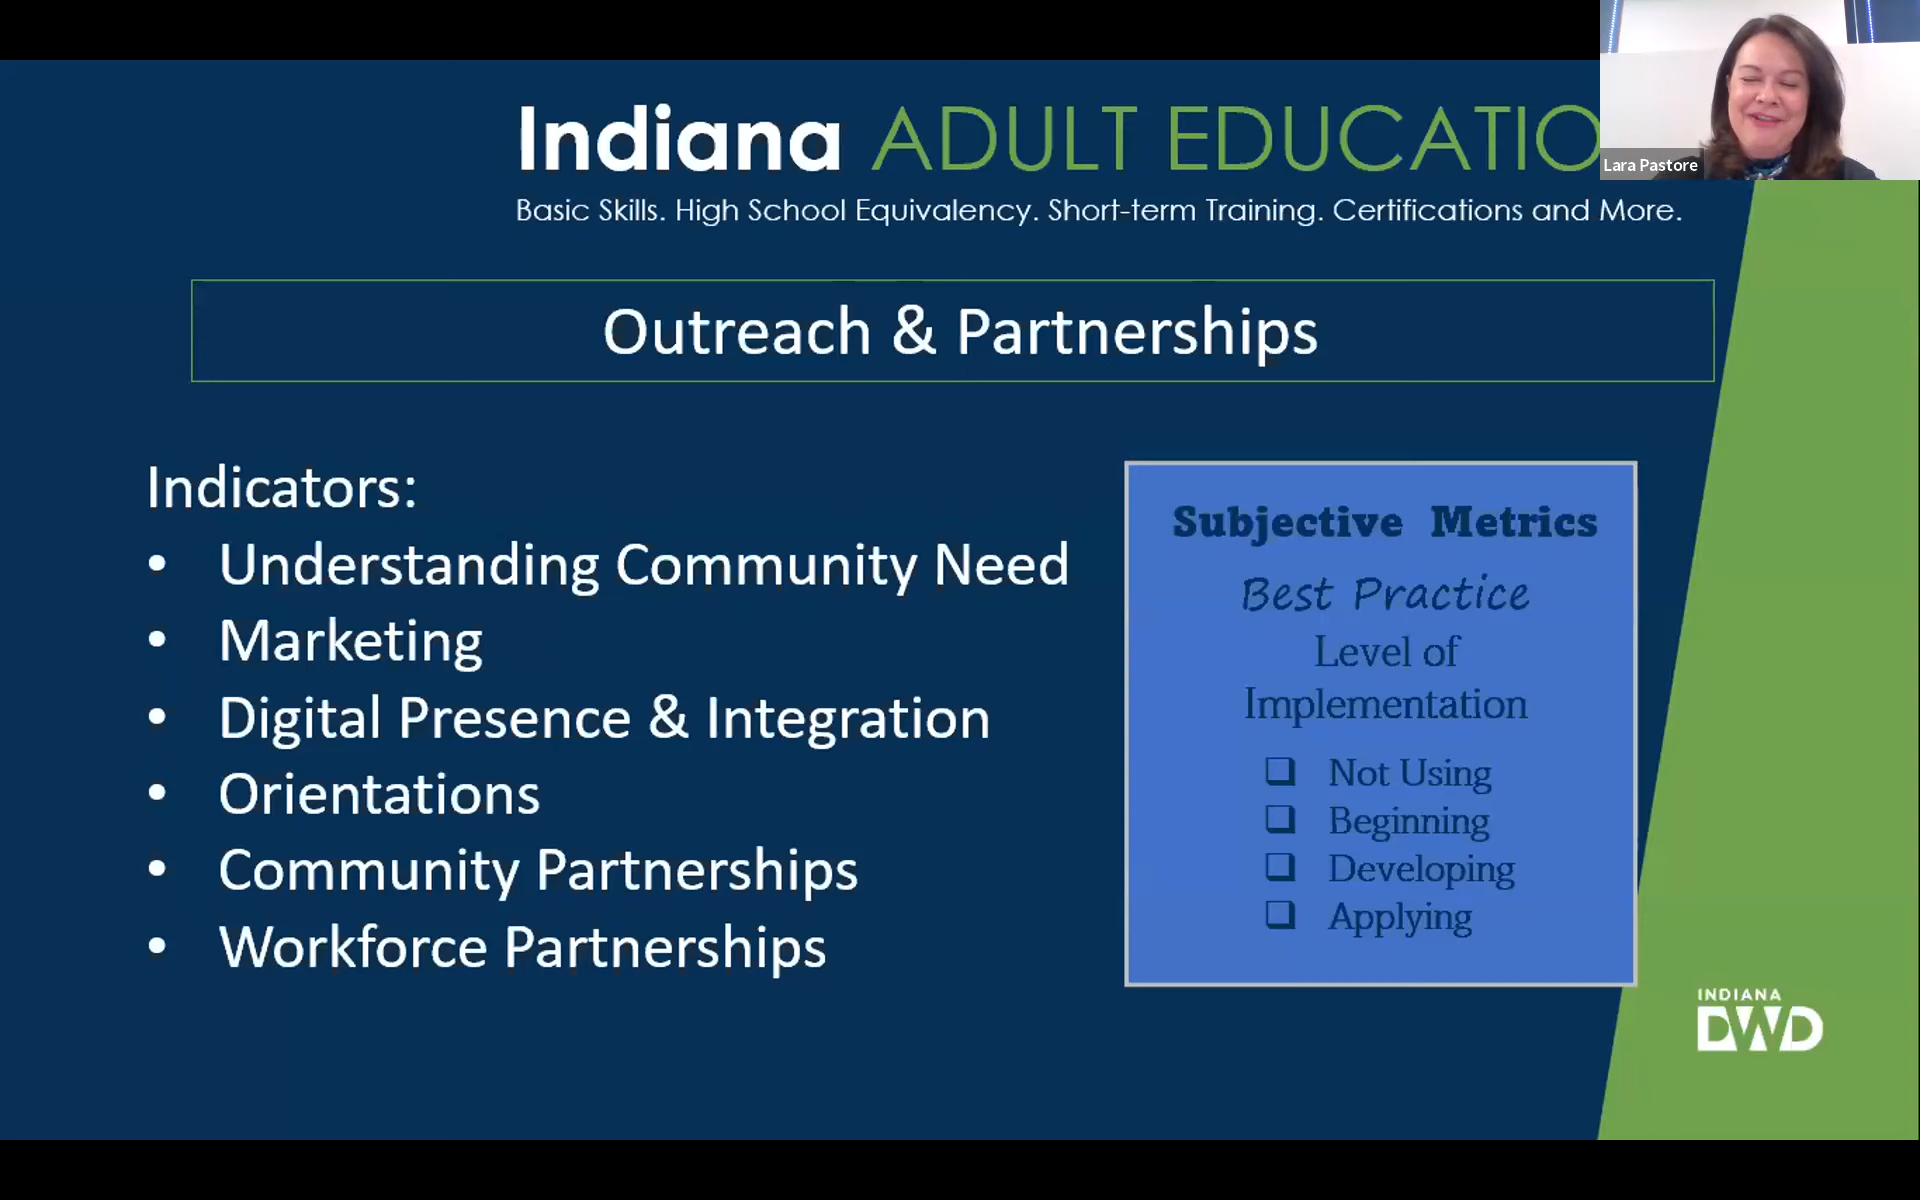 Indiana ADULT EDUCATIO
Lara Pastore
Basic Skills. High School Equivalency. Short-term Training. Certifications and More.
Outreach & Partnerships
Indicators:
• Understanding Community Need
• Marketing
• Digital Presence & Integration
• Orientations
• Community Partnerships
• Workforce Partnerships
Subjective Metrics
Best Practice
Level of
Implementation
❑ Not Using
❑ Beginning
❑ Developing
❑ Applying
INDIANA
DWD